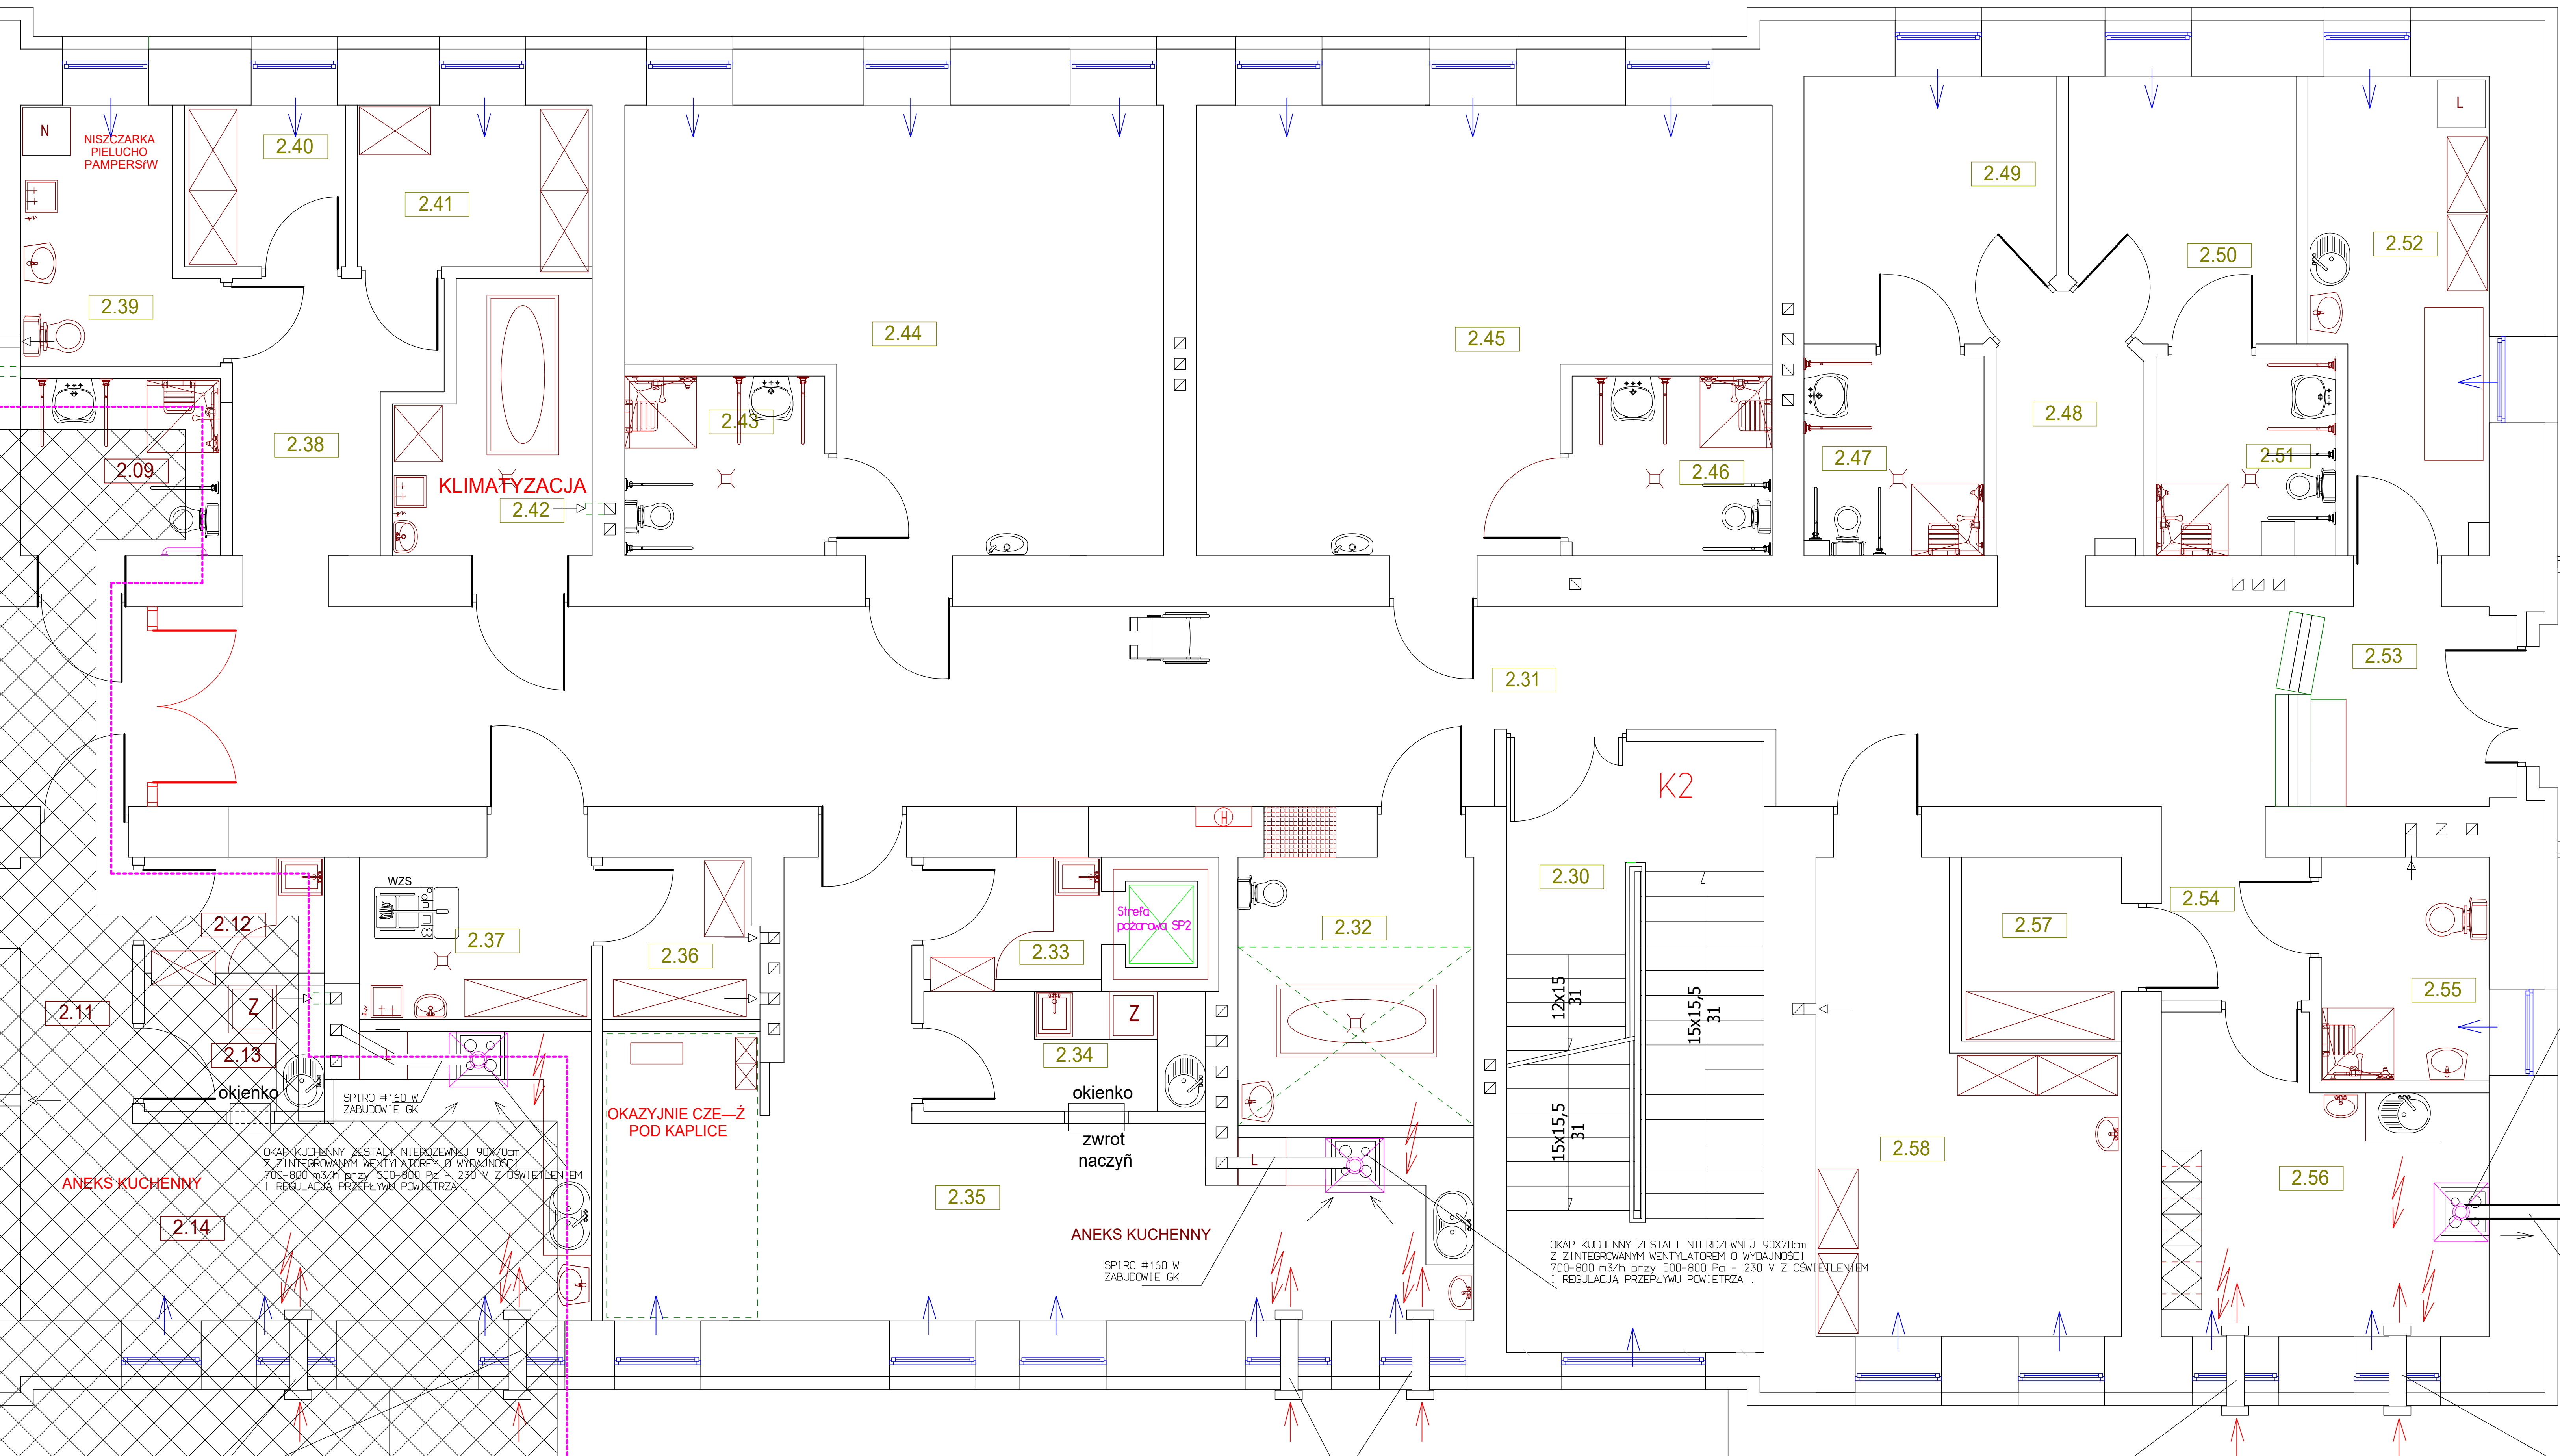 N
NISZCZARKA
PIELUCHO
PAMPERSŕW
2.40
2.41
2.39
2.44
2.45
2.49
2.50
L
2.52
2.38
2.09
2.43
KLIMATYZACJA
2.42
2.46
2.47
2.48
2.51
2.31
2.53
K2
H
WZS
2.12
2.37
2.36
2.33
Strefa
pożarowa SP2
2.32
2.30
2.57
2.54
2.55
2.11
Z
2.13
L
okienko
SPIRO #160 W
ZABUDOWIE GK
Z
2.34
okienko
zwrot
naczyñ
12x15
31
15x15,5
31
15x15,5
31
OKAZYJNIE CZE—Ź
POD KAPLICE
OKAP KUCHENNY ZESTALI NIERDZEWNEJ 90X70cm
Z ZINTEGROWANYM WENTYLATOREM O WYDAJNOŚCI
700-800 m3/h przy 500-800 Pa - 230 V Z OŚWIETLENIEM
I REGULACJĄ PRZEPŁYWU POWIETRZA
ANEKS KUCHENNY
2.14
2.35
L
ANEKS KUCHENNY
SPIRO #160 W
ZABUDOWIE GK
OKAP KUCHENNY ZESTALI NIERDZEWNEJ 90X70cm
Z ZINTEGROWANYM WENTYLATOREM O WYDAJNOŚCI
700-800 m3/h przy 500-800 Pa - 230 V Z OŚWIETLENIEM
I REGULACJĄ PRZEPŁYWU POWIETRZA .
2.58
2.56